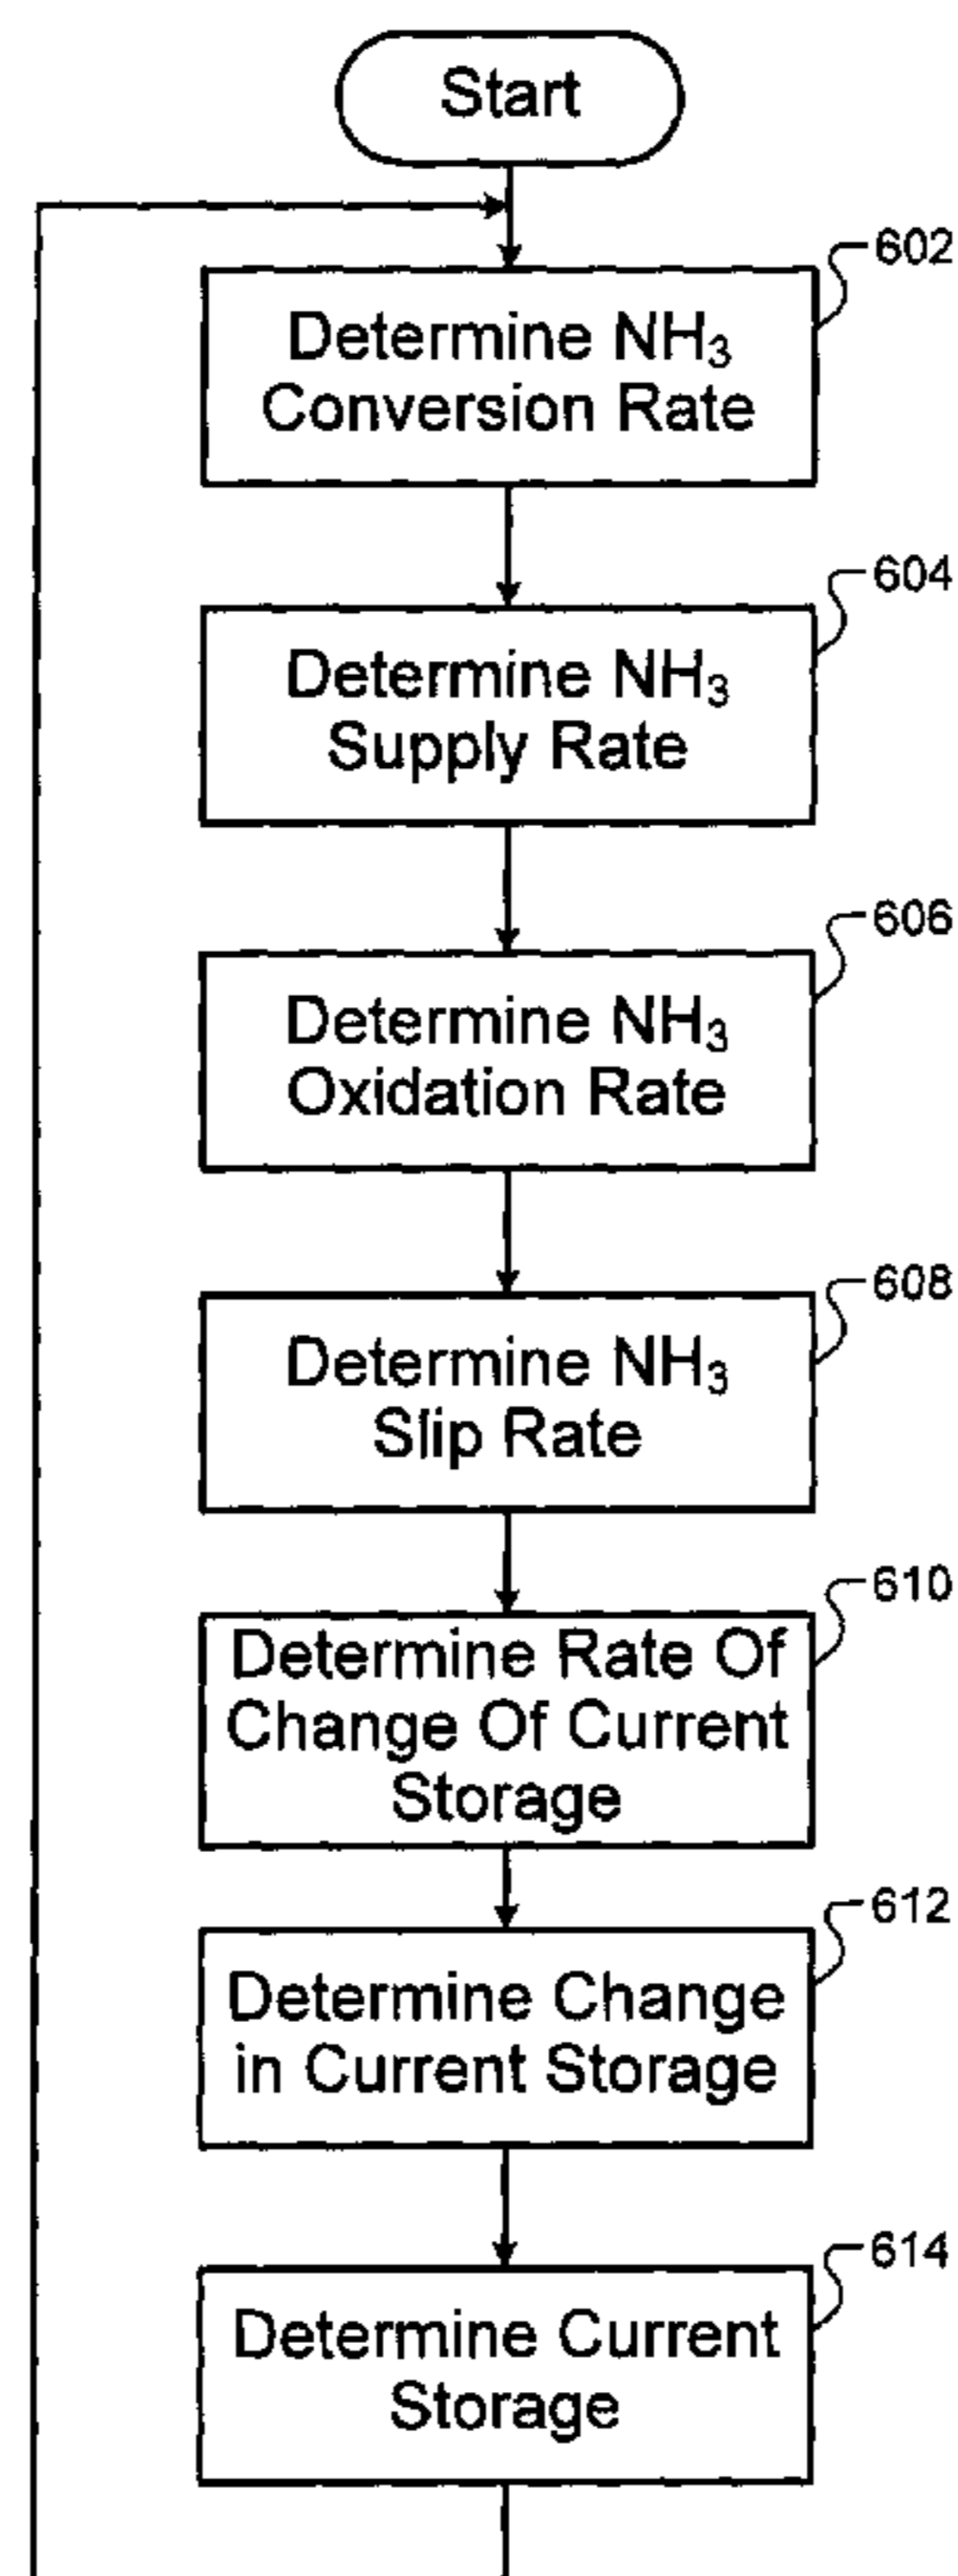 Start
602
Determine NH₃
Conversion Rate
604
Determine NH₃
Supply Rate
606
Determine NH₃
Oxidation Rate
608
Determine NH₃
Slip Rate
610
Determine Rate Of
Change Of Current
Storage
612
Determine Change
in Current Storage
614
Determine Current
Storage